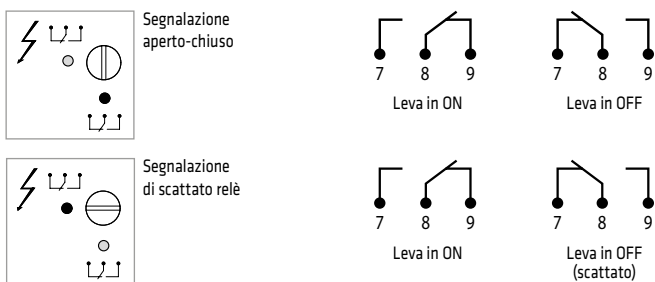 Segnalazione
aperto-chiuso
7 8 9
Leva in ON
7 8 9
Leva in OFF
Segnalazione
di scattato relè
7 8 9
Leva in ON
7 8 9
Leva in OFF
(scattato)